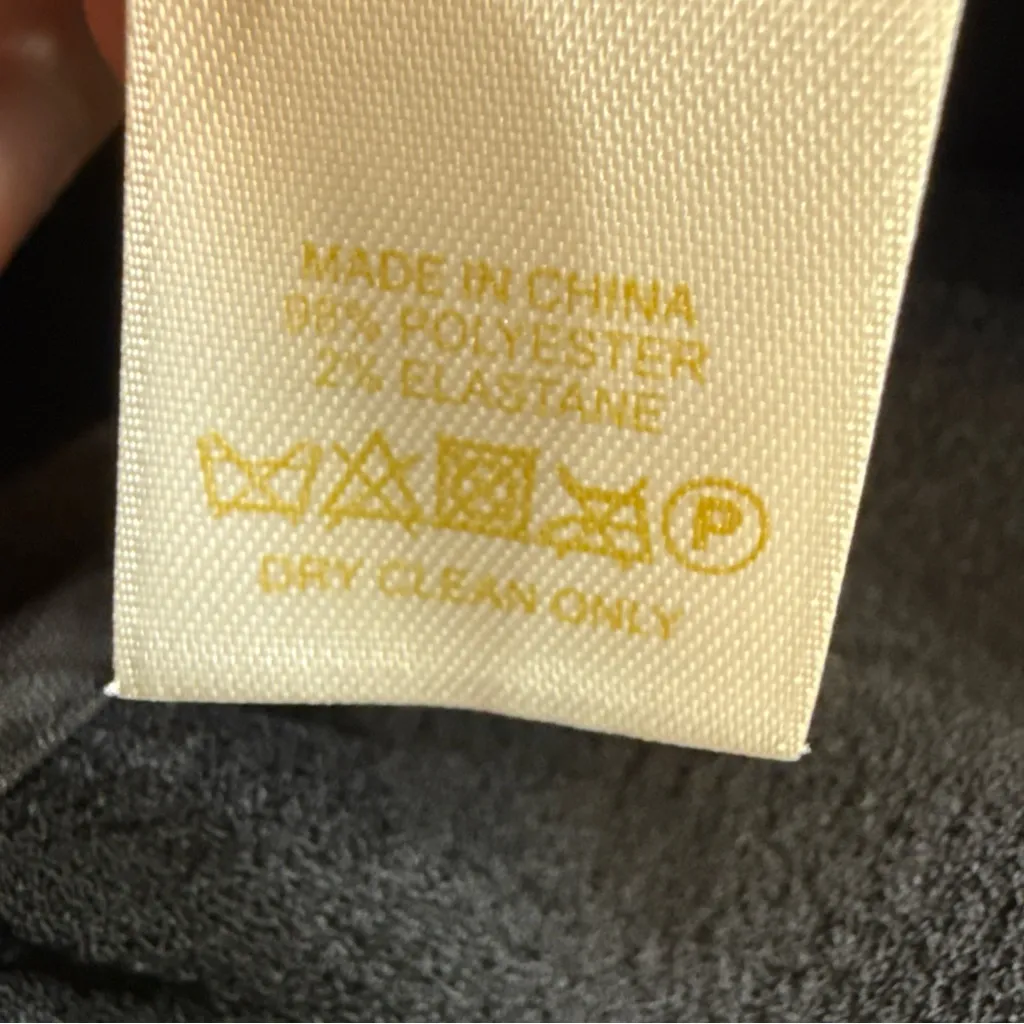 MADE IN CHINA
98% POLYESTER
2% ELASTANE
P
DRY CLEAN ONLY